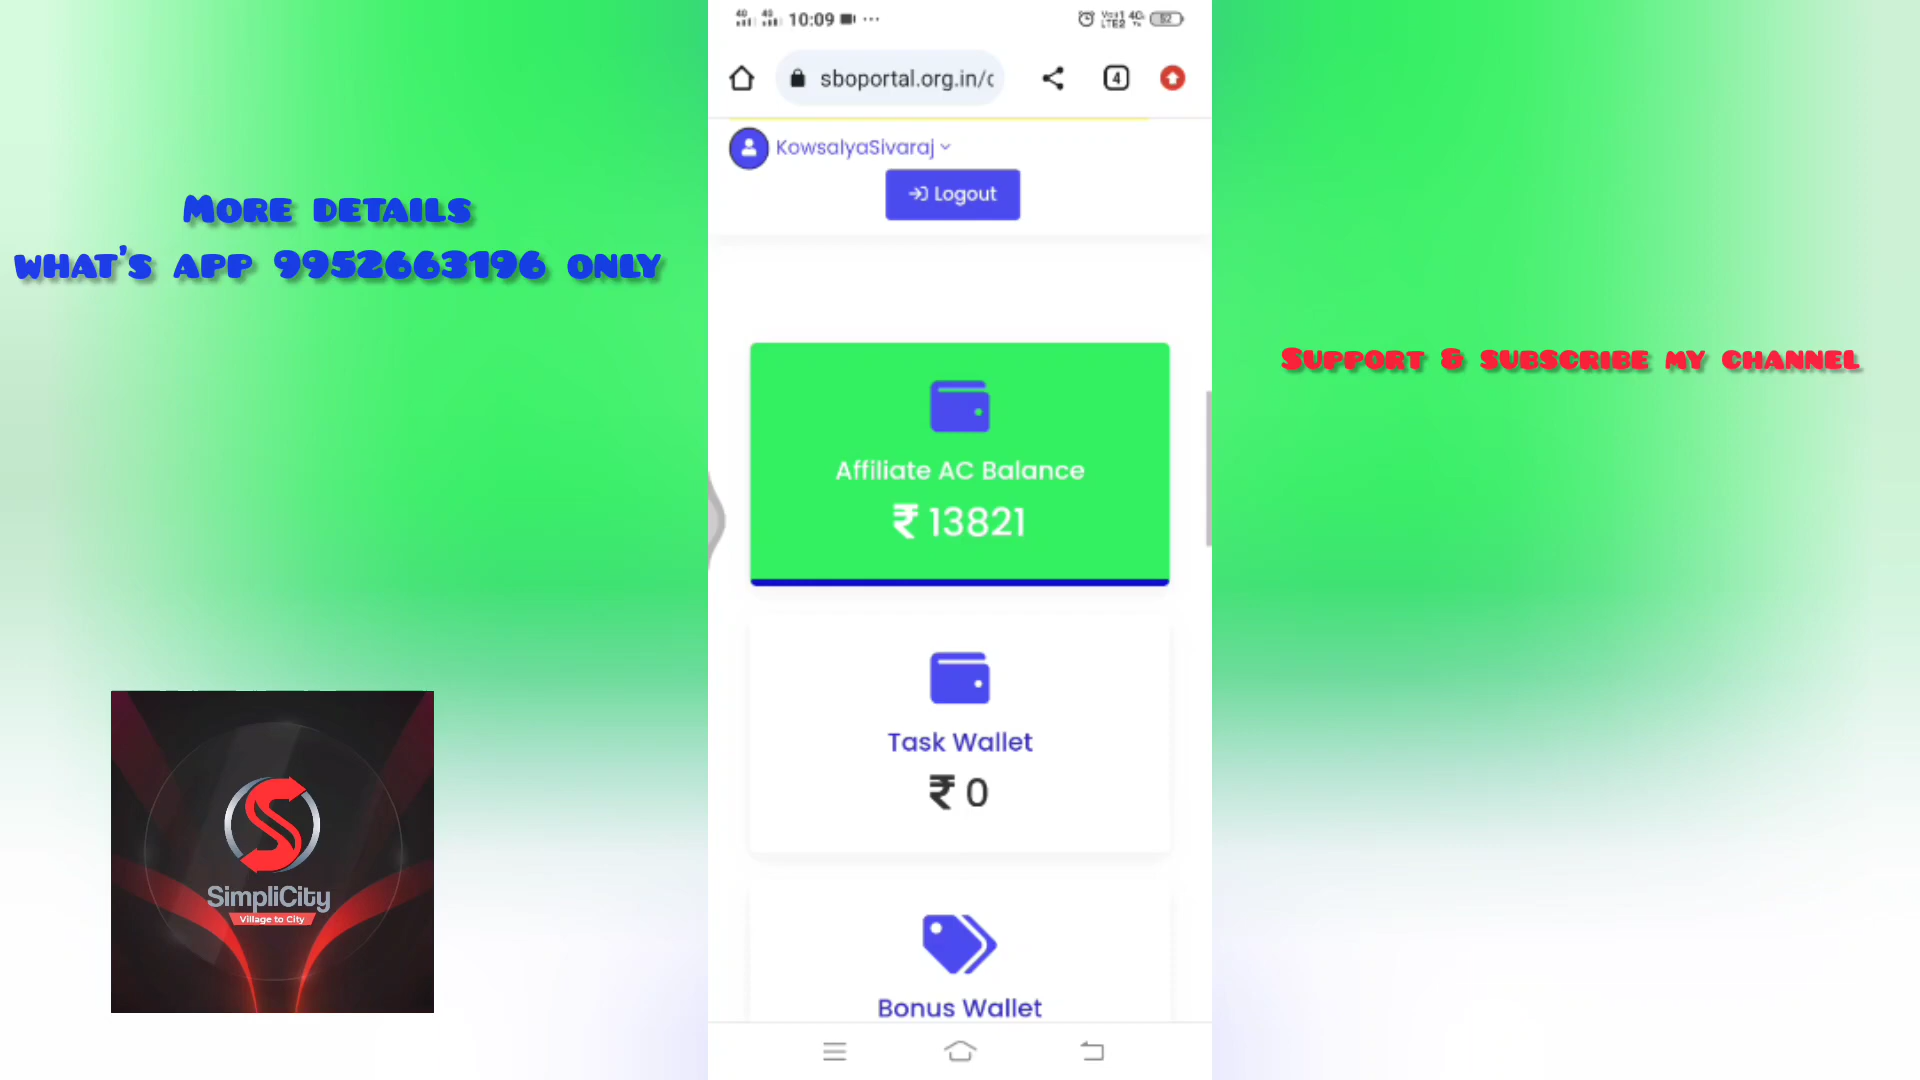 10:09
sboportal.org.in/c
4
KowsalyaSivaraj
Logout
More details
what's app 9952663196 only
Support & subscribe my channel
Affiliate AC Balance
₹ 13821
Task Wallet
₹ 0
Bonus Wallet
SimpliCity
Village to City